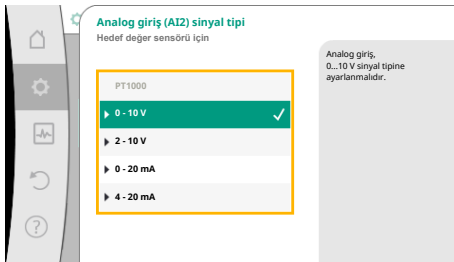 Analog giriş (AI2) sinyal tipi
Hedef değer sensörü için
Analog giriş,
0...10 V sinyal tipine
ayarlanmalıdır.
PT1000
0 - 10 V
2 - 10 V
0 - 20 mA
4 - 20 mA
?